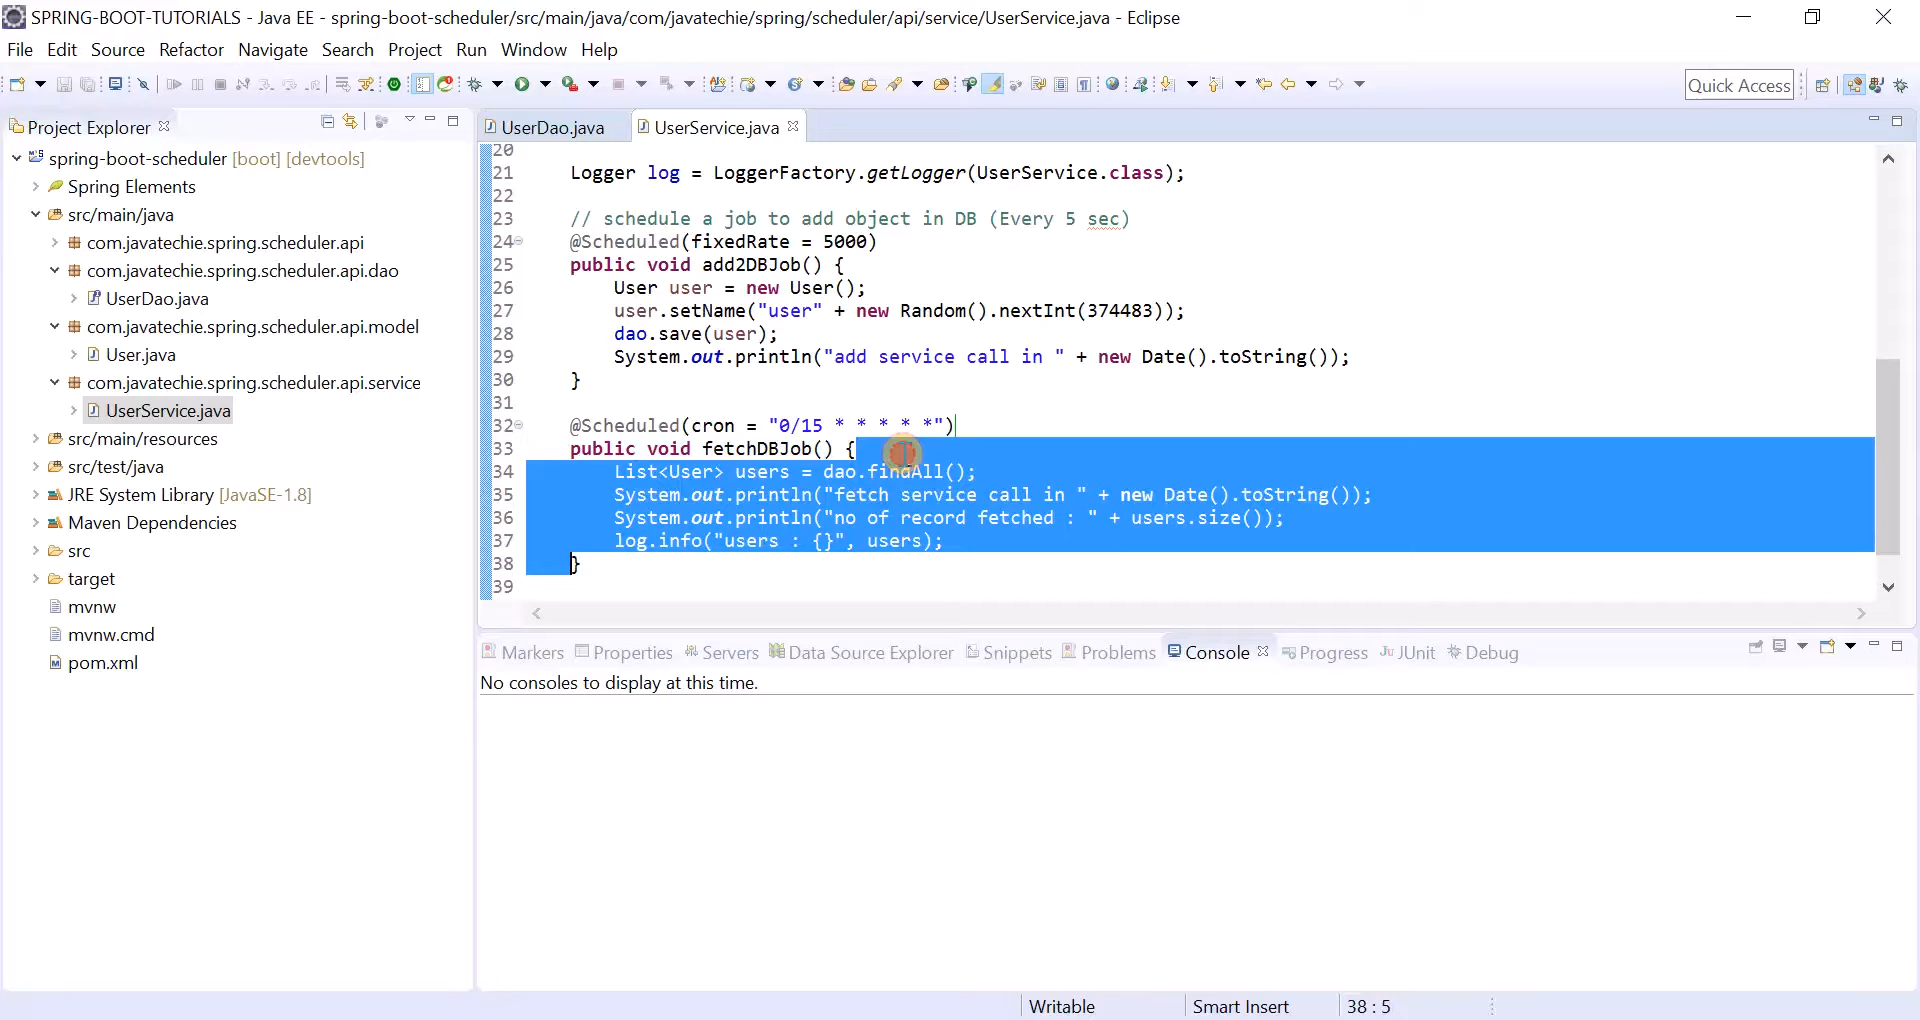 SPRING-BOOT-TUTORIALS - Java EE - spring-boot-scheduler/src/main/java/com/javatechie/spring/scheduler/api/service/UserService.java - Eclipse
File Edit Source Refactor Navigate Search Project Run Window Help
Quick Access
Project Explorer
spring-boot-scheduler [boot] [devtools]
Spring Elements
src/main/java
com.javatechie.spring.scheduler.api
com.javatechie.spring.scheduler.api.dao
UserDao.java
com.javatechie.spring.scheduler.api.model
User.java
com.javatechie.spring.scheduler.api.service
UserService.java
src/main/resources
src/test/java
JRE System Library [JavaSE-1.8]
Maven Dependencies
src
target
mvnw
mvnw.cmd
pom.xml
UserDao.java UserService.java
20
21 Logger log = LoggerFactory.getLogger(UserService.class);
22
23 // schedule a job to add object in DB (Every 5 sec)
24 @Scheduled(fixedRate = 5000)
25 public void add2DBJob() {
26 User user = new User();
27 user.setName("user" + new Random().nextInt(374483));
28 dao.save(user);
29 System.out.println("add service call in " + new Date().toString());
30 }
31
32 @Scheduled(cron = "0/15 * * * * *")
33 public void fetchDBJob() {
34 List<User> users = dao.findAll();
35 System.out.println("fetch service call in " + new Date().toString());
36 System.out.println("no of record fetched : " + users.size());
37 log.info("users : {}", users);
38 }
39
Markers Properties Servers Data Source Explorer Snippets Problems Console Progress JUnit Debug
No consoles to display at this time.
Writable Smart Insert 38 : 5